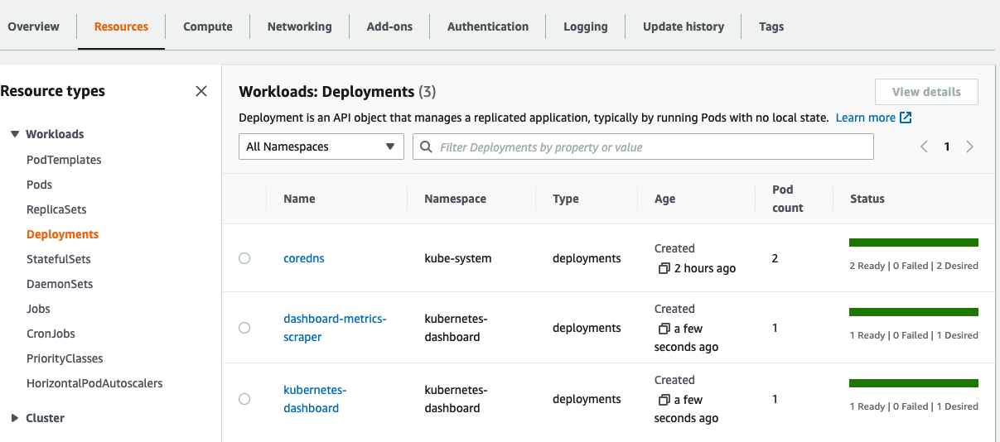 Overview Resources Compute Networking Add-ons Authentication Logging Update history Tags
Resource types
Workloads
PodTemplates
Pods
ReplicaSets
Deployments
StatefulSets
DaemonSets
Jobs
CronJobs
PriorityClasses
HorizontalPodAutoscalers
Cluster
Workloads: Deployments (3)
View details
Deployment is an API object that manages a replicated application, typically by running Pods with no local state. Learn more
All Namespaces
Filter Deployments by property or value
1
Name Namespace Type Age Pod count Status
coredns kube-system deployments Created 2 hours ago 2 2 Ready | 0 Failed | 2 Desired
dashboard-metrics-scraper kubernetes-dashboard deployments Created a few seconds ago 1 1 Ready | 0 Failed | 1 Desired
kubernetes-dashboard kubernetes-dashboard deployments Created a few seconds ago 1 1 Ready | 0 Failed | 1 Desired